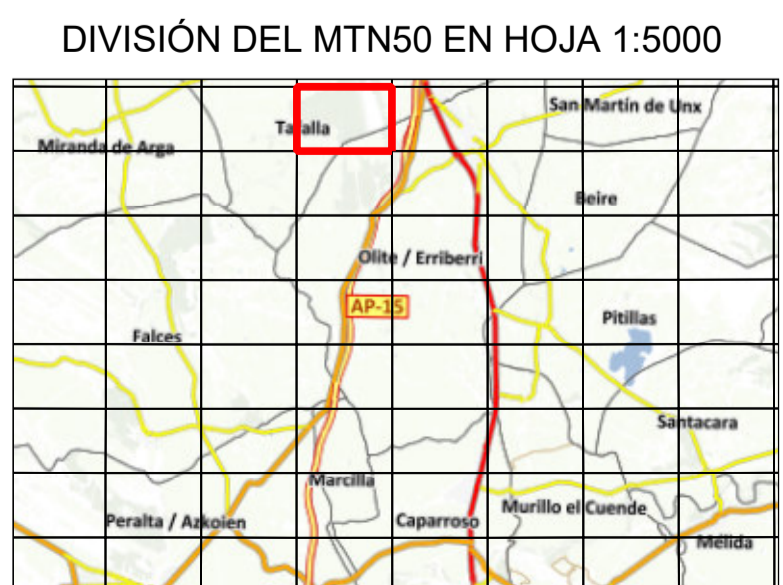 DIVISIÓN DEL MTN50 EN HOJA 1:5000
San Martín de Unx
Tafalla
Miranda de Arga
Beire
Olite / Erriberri
AP-15
Pitillas
Falces
Santacara
Marcilla
Murillo el Cuende
Peralta / Azkoien
Caparroso
Mélida